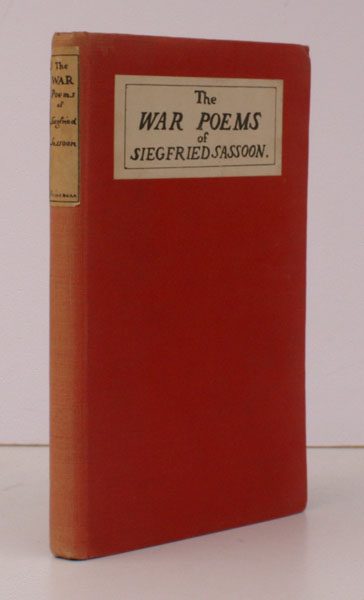 The
WAR POEMS
of
SIEGFRIED SASSOON.
The
WAR
Poems
of
Siegfried
Sassoon